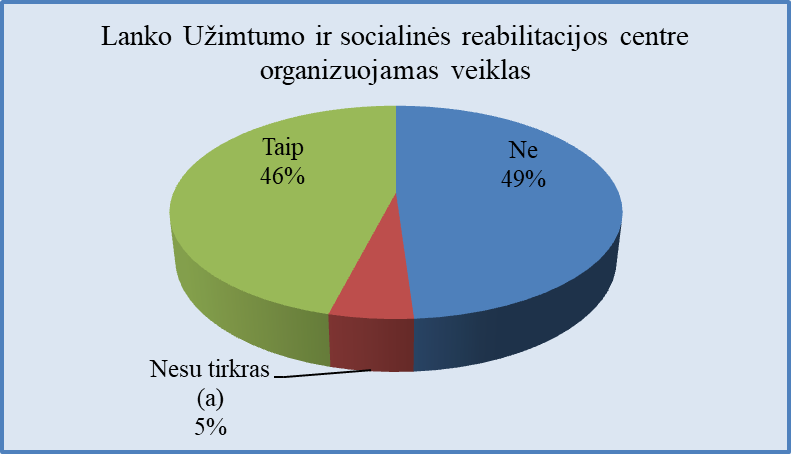 Lanko Užimtumo ir socialinės reabilitacijos centre
organizuojamas veiklas
Taip
46%
Ne
49%
Nesu tirkras
(a)
5%